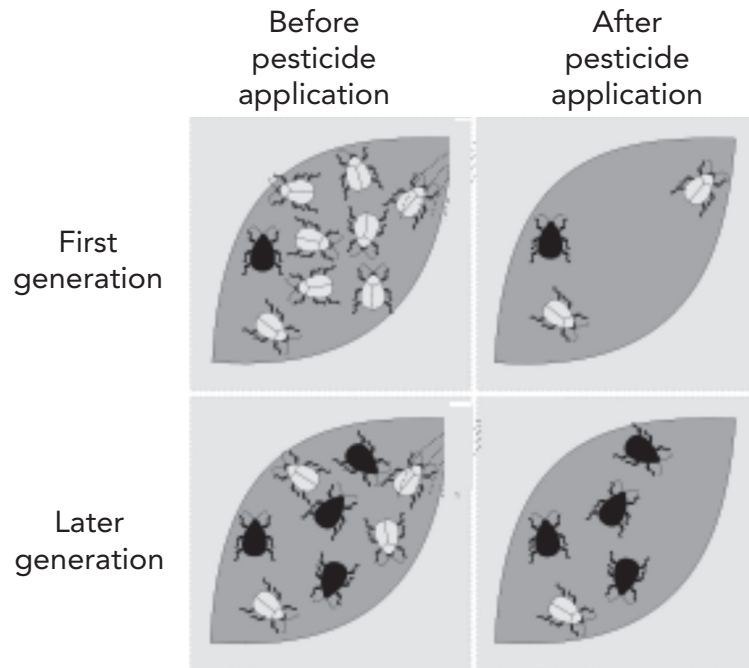 Before
pesticide
application
After
pesticide
application
First
generation
Later
generation